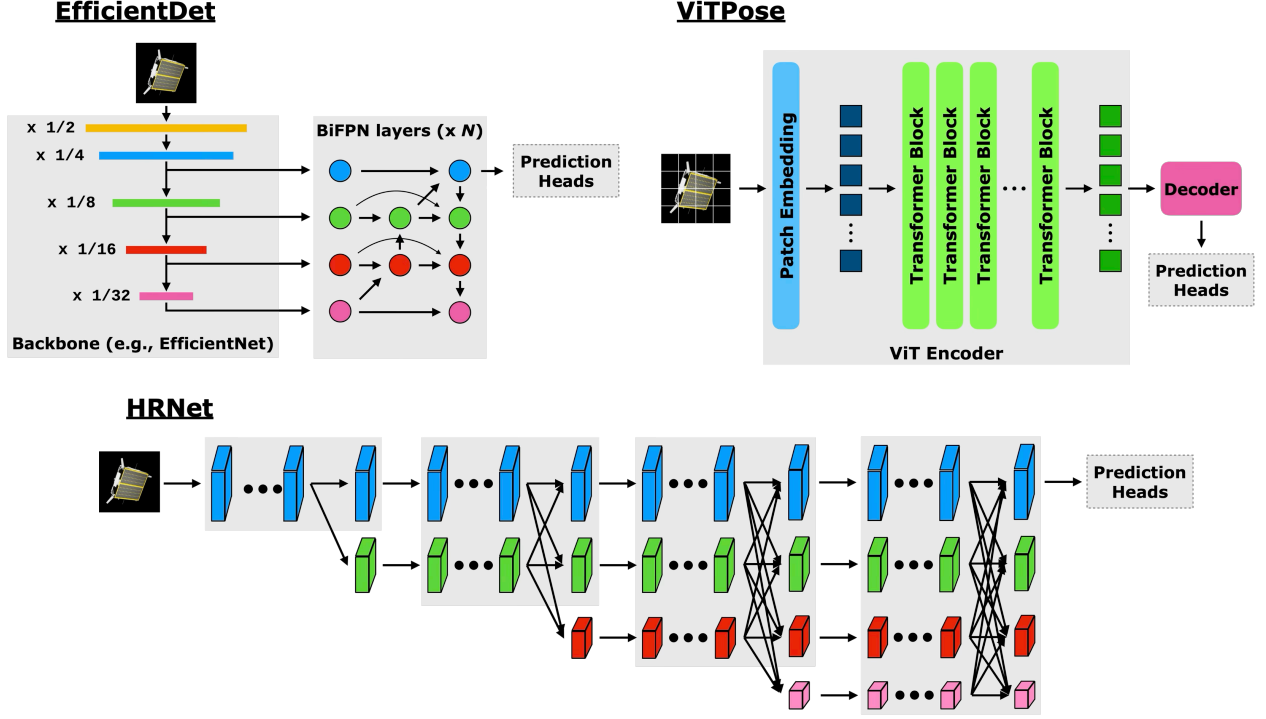 EfficientDet
x 1/2
x 1/4
x 1/8
x 1/16
x 1/32
Backbone (e.g., EfficientNet)
BiFPN layers (x N)
Prediction
Heads
ViTPose
Patch Embedding
Transformer Block
Transformer Block
Transformer Block
Transformer Block
ViT Encoder
Decoder
Prediction
Heads
HRNet
Prediction
Heads